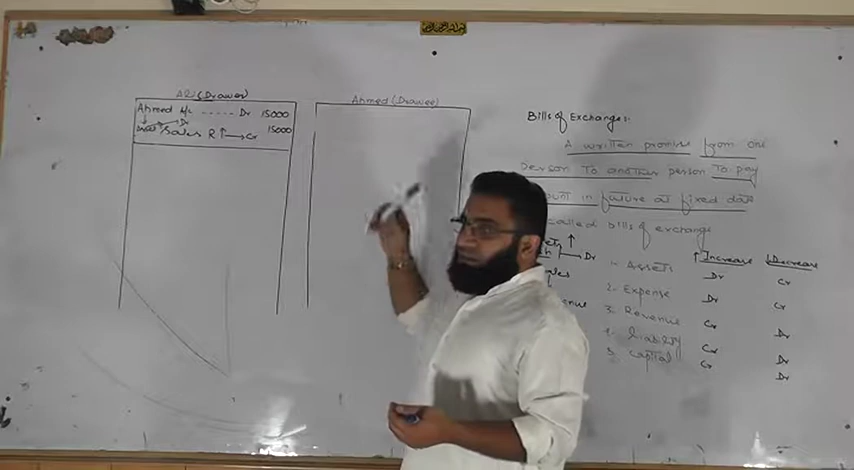 Ali (Drawer)
Ahmed A/c ----- Dr 15000
Dr
Sales R ↑→Cr 15000
Ahmed (Drawee)
Bills of Exchange:
A written promise from one
Person To another person To pay
in future at fixed date
called Bills of exchange
↑ Increase ↓Decrease
→Dr
1. Assets Dr Cr
2. Expense Dr Cr
3. Revenue Cr Dr
4. liability Cr Dr
5. Capital Cr Dr